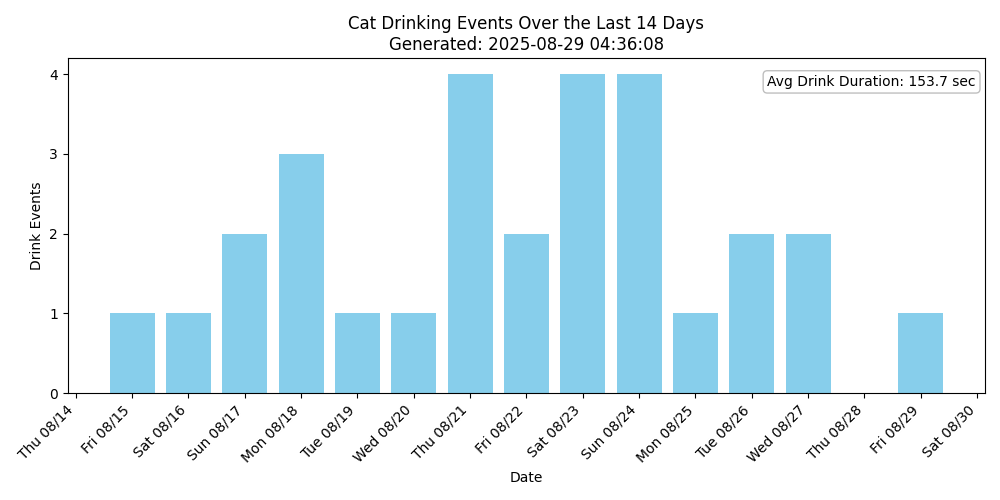 Cat Drinking Events Over the Last 14 Days
Generated: 2025-08-29 04:36:08
Avg Drink Duration: 153.7 sec
Drink Events
4
3
2
1
0
Thu 08/14
Fri 08/15
Sat 08/16
Sun 08/17
Mon 08/18
Tue 08/19
Wed 08/20
Thu 08/21
Fri 08/22
Sat 08/23
Sun 08/24
Mon 08/25
Tue 08/26
Wed 08/27
Thu 08/28
Fri 08/29
Sat 08/30
Date